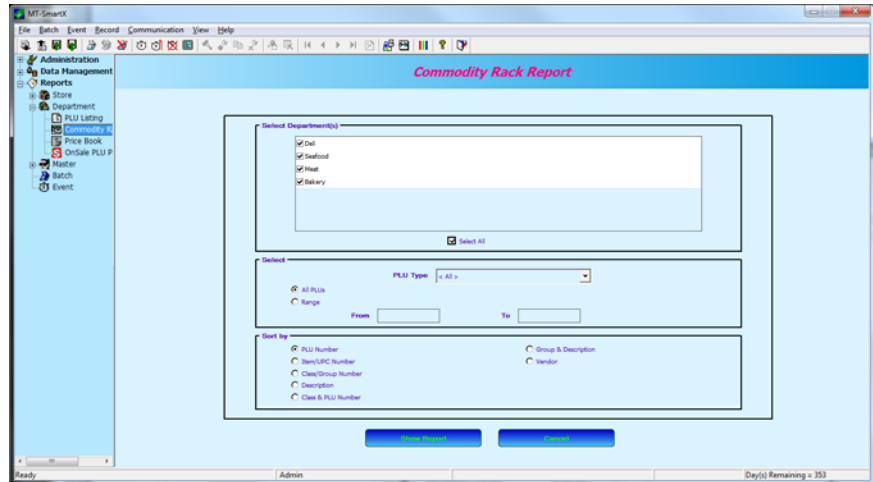 MT-SmartX
File Batch Event Record Communication View Help
Administration
Data Management
Reports
Store
Department
PLU Listing
Commodity R
Price Book
OnSale PLU P
Master
Batch
Event
Commodity Rack Report
Select Department(s)
Deli
Seafood
Meat
Bakery
Select All
Select
PLU Type < All >
All PLUs
Range
From To
Sort by
PLU Number Group & Description
Item/UPC Number Vendor
Class/Group Number
Description
Class & PLU Number
Show Report Cancel
Ready Admin Day(s) Remaining = 353